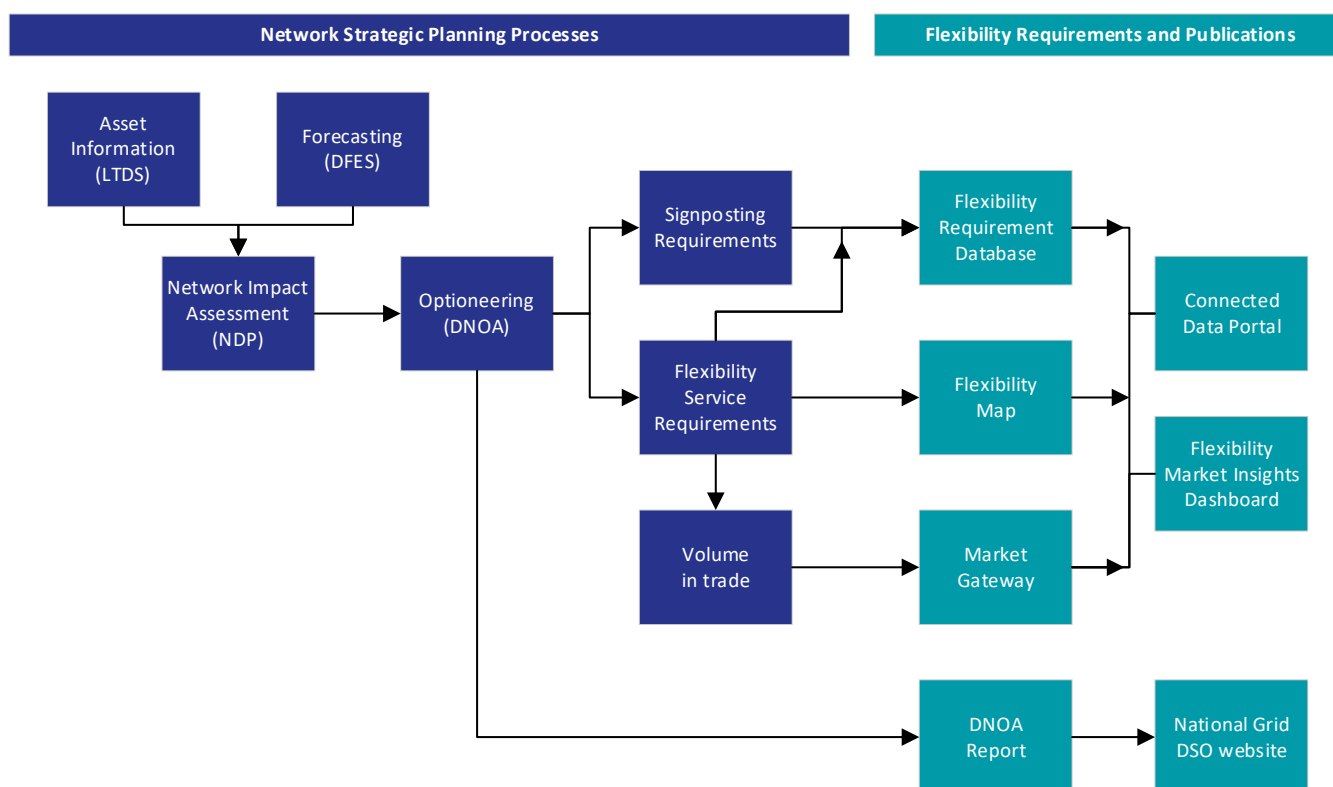 Network Strategic Planning Processes
Flexibility Requirements and Publications
Asset
Information
(LTDS)
Forecasting
(DFES)
Network Impact
Assessment
(NDP)
Optioneering
(DNOA)
Signposting
Requirements
Flexibility
Service
Requirements
Volume
in trade
Flexibility
Requirement
Database
Flexibility
Map
Market
Gateway
DNOA
Report
Connected
Data Portal
Flexibility
Market Insights
Dashboard
National Grid
DSO website